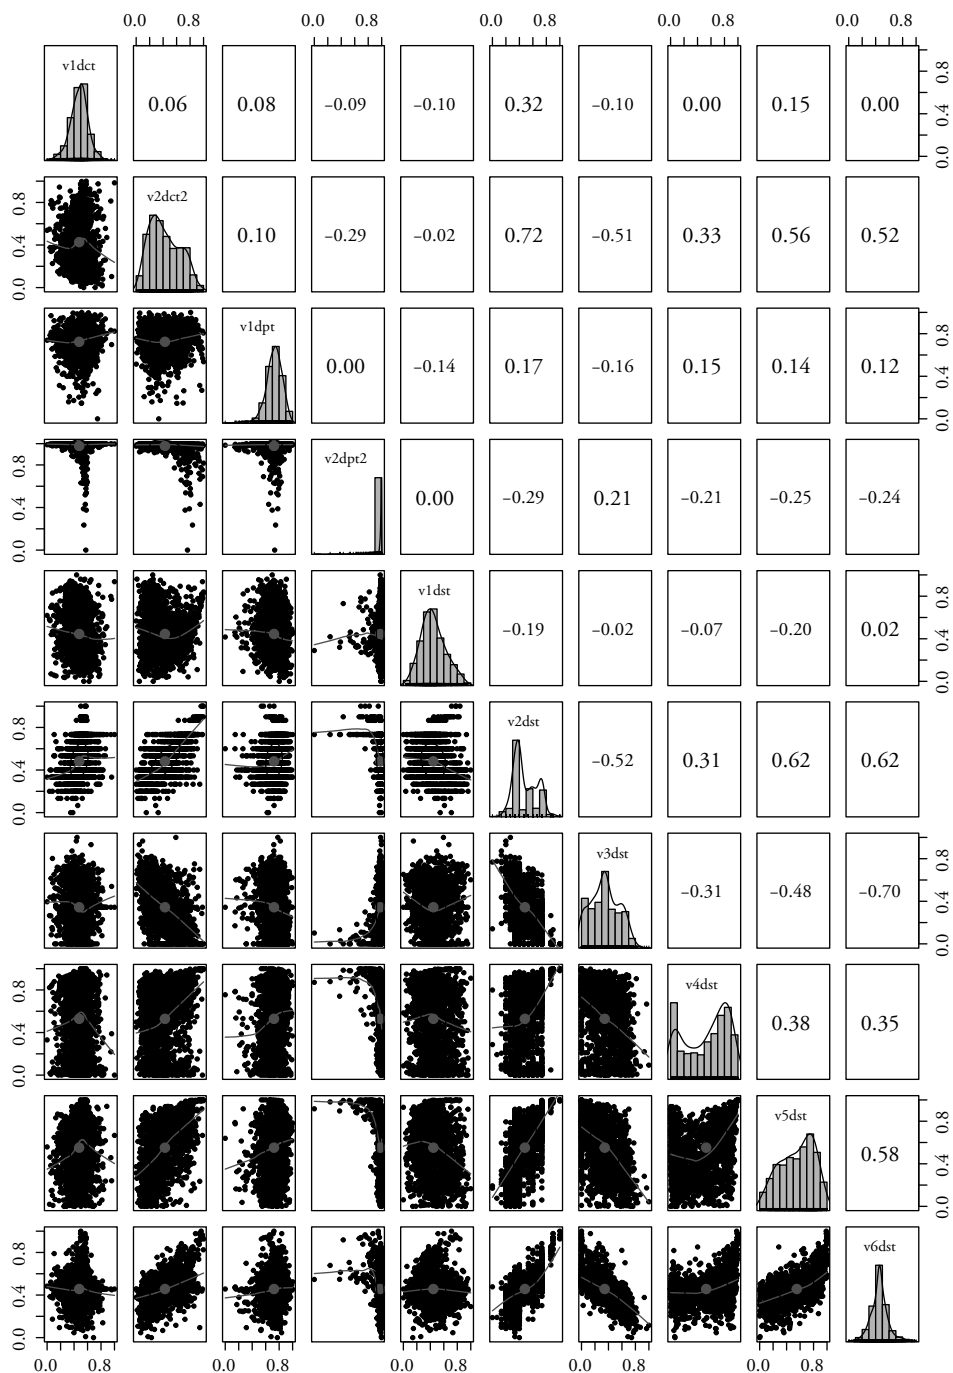 0.0 0.8 0.0 0.8 0.0 0.8 0.0 0.8 0.0 0.8
v1dct 0.06 0.08 −0.09 −0.10 0.32 −0.10 0.00 0.15 0.00 0.0 0.4 0.8
0.0 0.4 0.8 v2dct2 0.10 −0.29 −0.02 0.72 −0.51 0.33 0.56 0.52
v1dpt 0.00 −0.14 0.17 −0.16 0.15 0.14 0.12 0.0 0.4 0.8
0.0 0.4 0.8 v2dpt2 0.00 −0.29 0.21 −0.21 −0.25 −0.24
v1dst −0.19 −0.02 −0.07 −0.20 0.02 0.0 0.4 0.8
0.0 0.4 0.8 v2dst −0.52 0.31 0.62 0.62
v3dst −0.31 −0.48 −0.70 0.0 0.4 0.8
0.0 0.4 0.8 v4dst 0.38 0.35
v5dst 0.58 0.0 0.4 0.8
0.0 0.4 0.8 v6dst
0.0 0.8 0.0 0.8 0.0 0.8 0.0 0.8 0.0 0.8